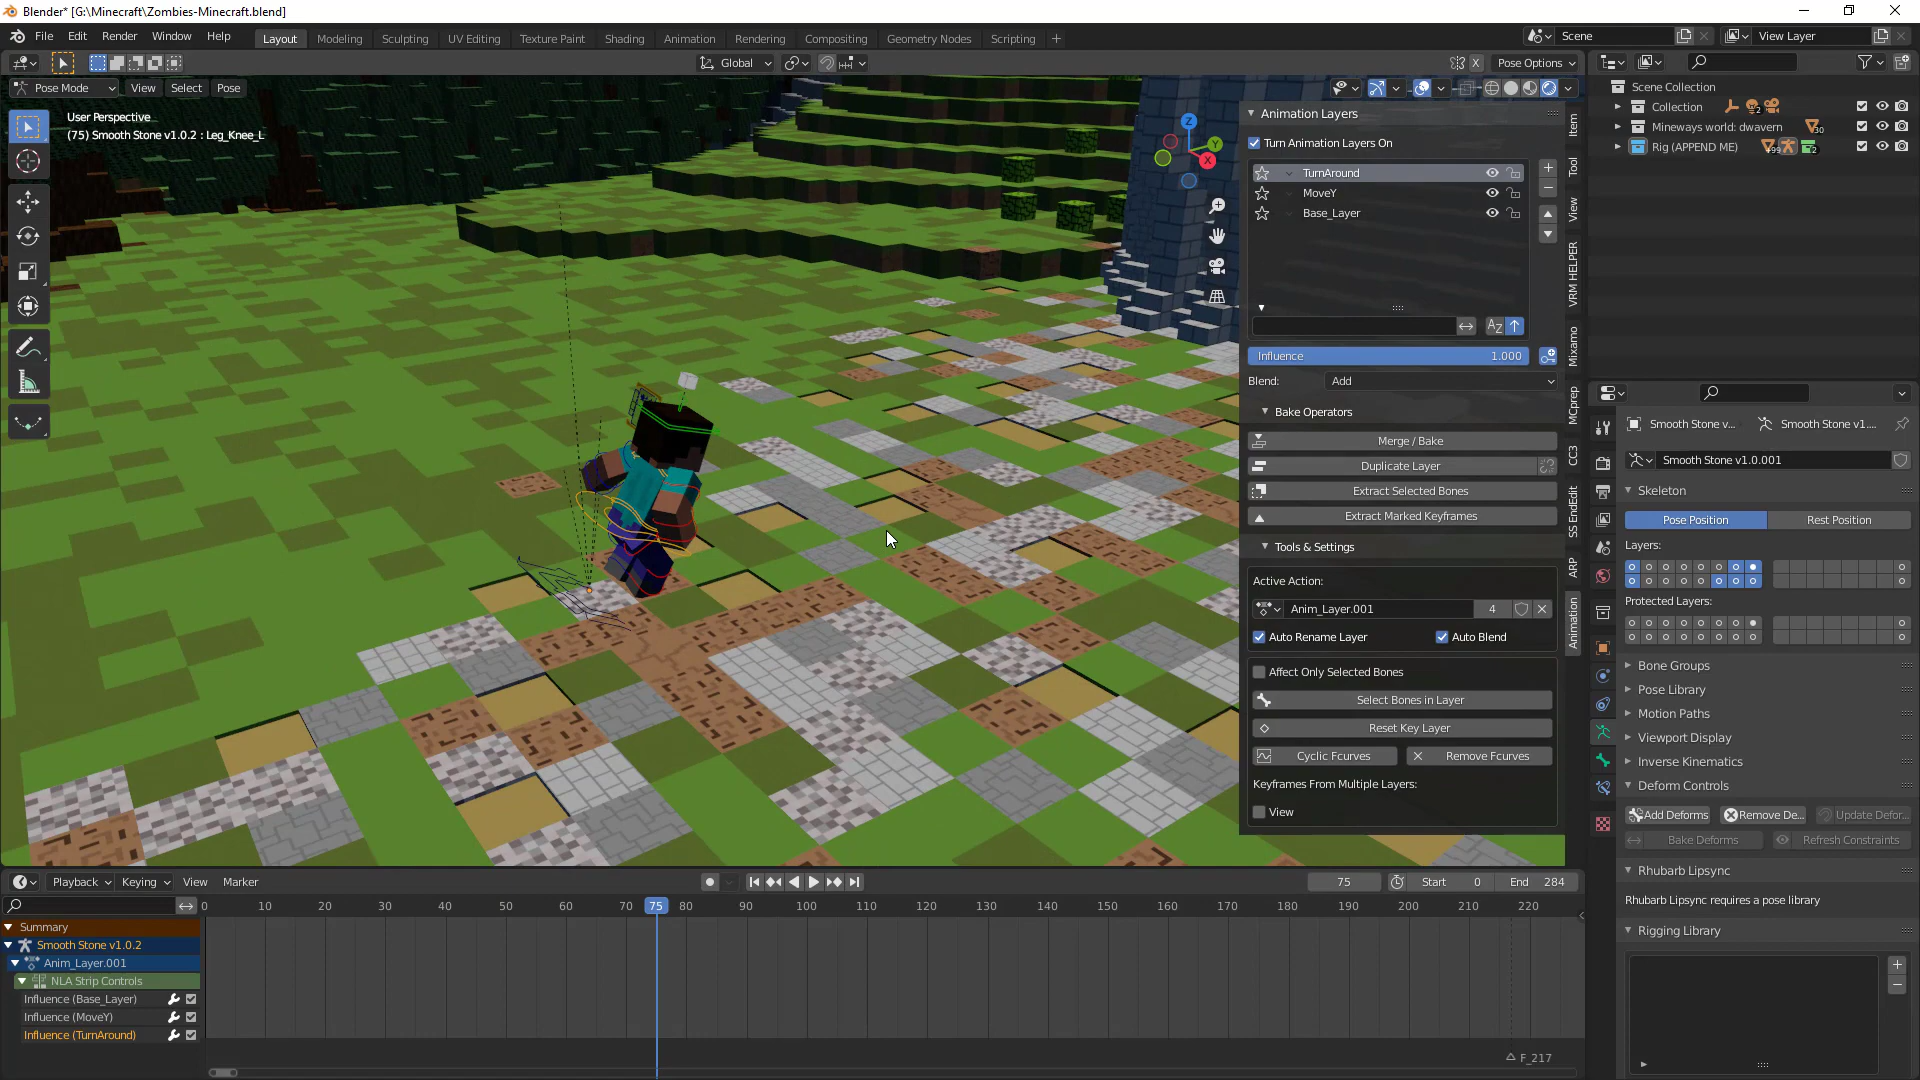 Blender* [G:\Minecraft\Zombies-Minecraft.blend]
File Edit Render Window Help
Layout Modeling Sculpting UV Editing Texture Paint Shading Animation Rendering Compositing Geometry Nodes Scripting +
Scene
View Layer
Global
X
Pose Options
Pose Mode View Select Pose
User Perspective
(75) Smooth Stone v1.0.2 : Leg_Knee_L
Z
Y
X
Animation Layers
Turn Animation Layers On
TurnAround
MoveY
Base_Layer
Influence 1.000
Blend: Add
Bake Operators
Merge / Bake
Duplicate Layer
Extract Selected Bones
Extract Marked Keyframes
Tools & Settings
Active Action:
Anim_Layer.001 4
Auto Rename Layer Auto Blend
Affect Only Selected Bones
Select Bones in Layer
Reset Key Layer
Cyclic Fcurves Remove Fcurves
Keyframes From Multiple Layers:
View
Item
Tool
View
VRM HELPER
Mixamo
MCprep
CC3
SS EndEdit
ARP
Animation
Scene Collection
Collection 2
Mineways world: dwavern 30
Rig (APPEND ME) +99 2
Smooth Stone v... Smooth Stone v1....
Smooth Stone v1.0.001
Skeleton
Pose Position Rest Position
Layers:
Protected Layers:
Bone Groups
Pose Library
Motion Paths
Viewport Display
Inverse Kinematics
Deform Controls
Add Deforms Remove De... Update Defor...
Bake Deforms Refresh Constraints
Rhubarb Lipsync
Rhubarb Lipsync requires a pose library
Rigging Library
Playback Keying View Marker
75 Start 0 End 284
0 10 20 30 40 50 60 70 75 80 90 100 110 120 130 140 150 160 170 180 190 200 210 220
Summary
Smooth Stone v1.0.2
Anim_Layer.001
NLA Strip Controls
Influence (Base_Layer)
Influence (MoveY)
Influence (TurnAround)
F_217